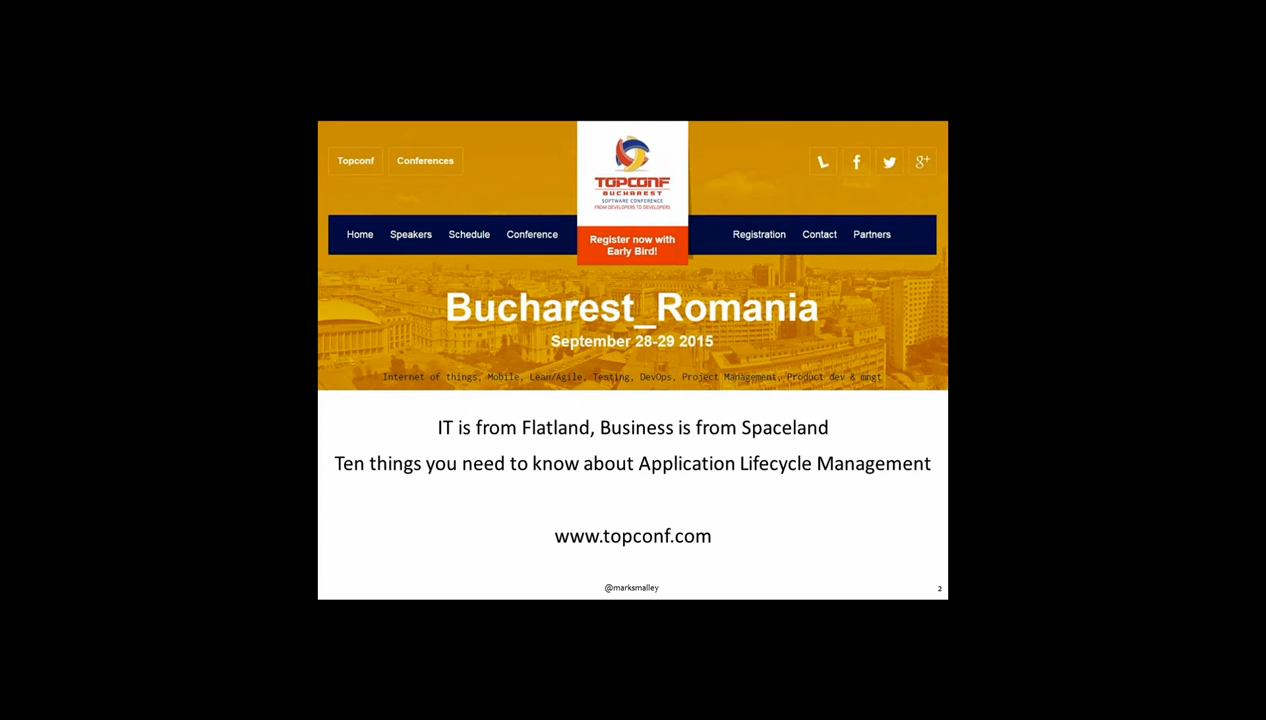 Topconf
Conferences
TOPCONF
BUCHAREST
SOFTWARE CONFERENCE
FROM DEVELOPERS TO DEVELOPERS
Home
Speakers
Schedule
Conference
Register now with
Early Bird!
Registration
Contact
Partners
Bucharest_Romania
September 28-29 2015
Internet of things, Mobile, Lean/Agile, Testing, DevOps, Project Management, Product dev & mngt
IT is from Flatland, Business is from Spaceland
Ten things you need to know about Application Lifecycle Management
www.topconf.com
@marksmalley
2